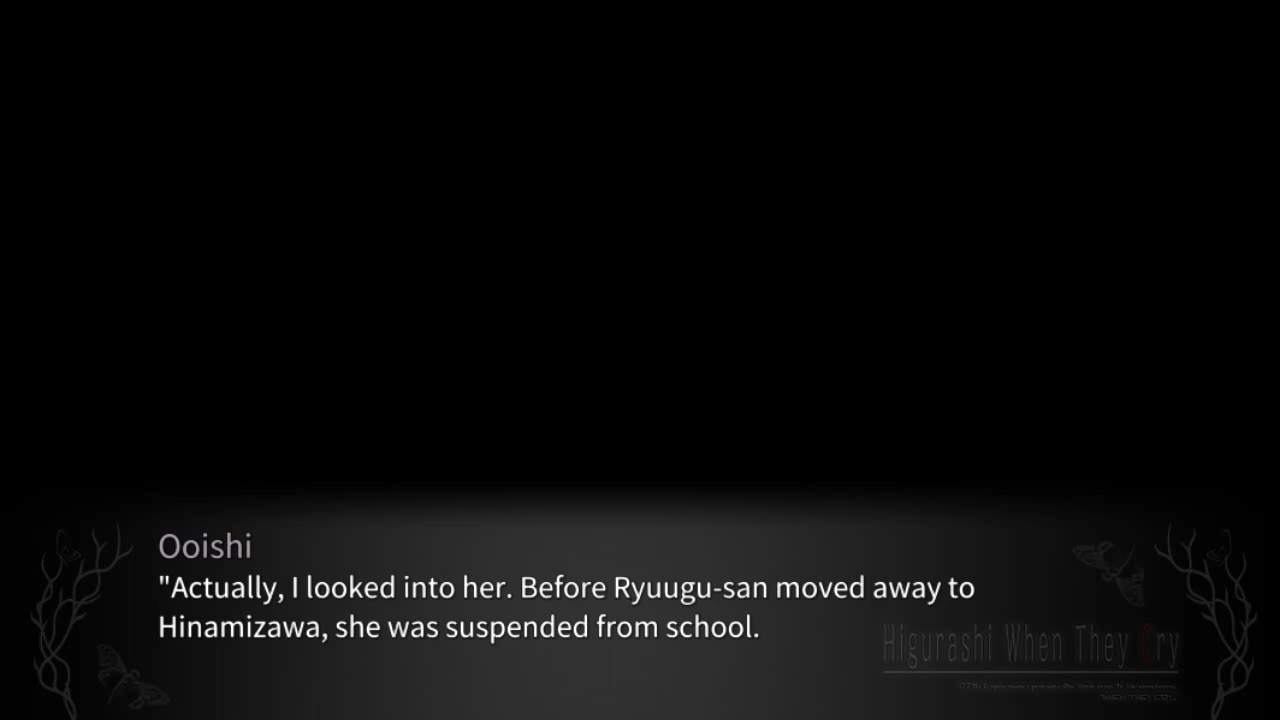 Ooishi
"Actually, I looked into her. Before Ryuugu-san moved away to
Hinamizawa, she was suspended from school.
Higurashi When They Cry